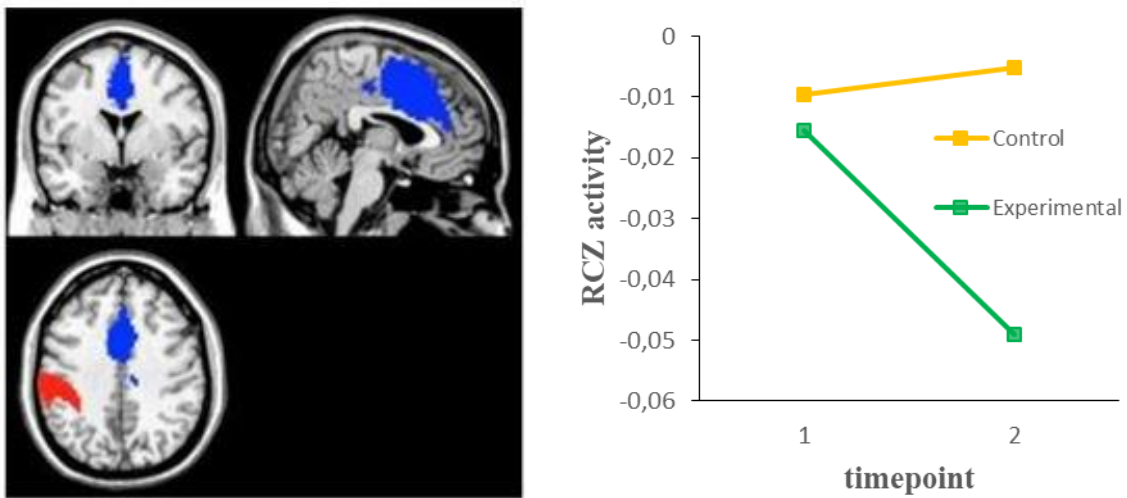 0
-0,01
-0,02
-0,03
-0,04
-0,05
-0,06
RCZ activity
Control
Experimental
1 2
timepoint